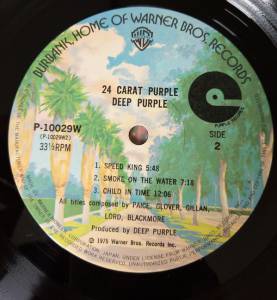 BURBANK, HOME OF WARNER BROS. RECORDS
24 CARAT PURPLE
DEEP PURPLE
P-10029W
(P-10029W2)
33⅓RPM
SIDE
2
1. SPEED KING 5:48
2. SMOKE ON THE WATER 7:18
3. CHILD IN TIME 12:06
All titles composed by PAICE, GLOVER, GILLAN,
LORD, BLACKMORE
Produced by DEEP PURPLE
℗ 1975 Warner Bros. Records Inc.